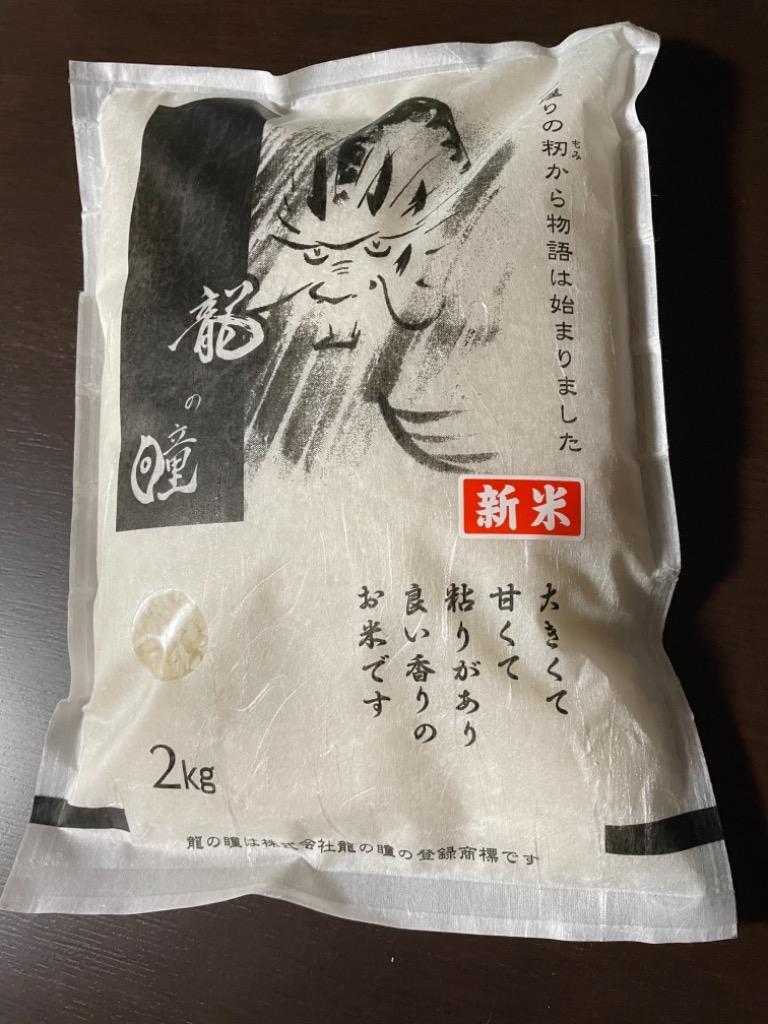 りの籾から物語は始まりました
もみ
龍の瞳
新米
大きくて
甘くて
粘りがあり
良い香りの
お米です
2kg
龍の瞳は株式会社龍の瞳の登録商標です